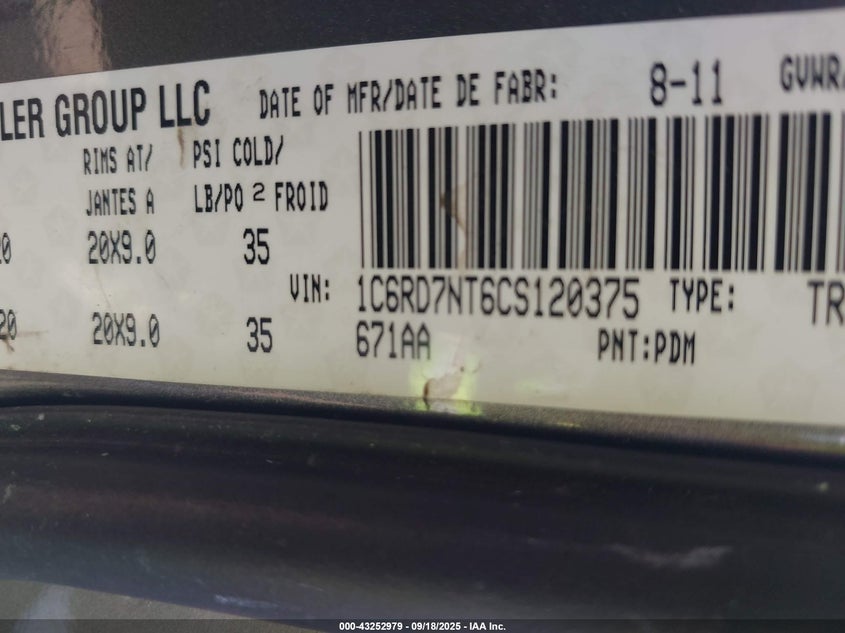 LER GROUP LLC DATE OF MFR/DATE DE FABR: 8-11 GVWR
RIMS AT/ PSI COLD/
JANTES A LB/PO 2 FROID
20X9.0 35
VIN: 1C6RD7NT6CS120375 TYPE: TR
20 20X9.0 35 671AA PNT:PDM
000-43252979 - 09/18/2025 - IAA Inc.